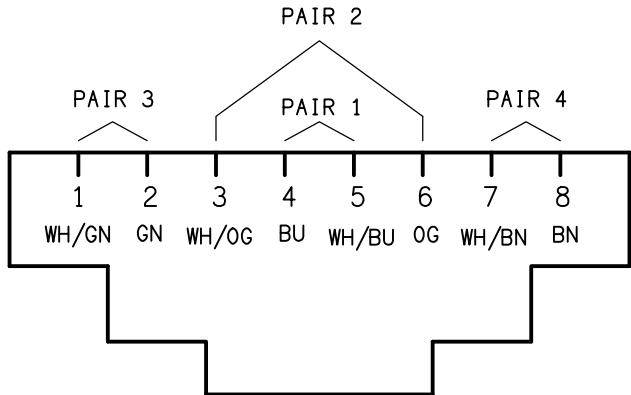 PAIR 2
PAIR 3 PAIR 1 PAIR 4
1 2 3 4 5 6 7 8
WH/GN GN WH/OG BU WH/BU OG WH/BN BN